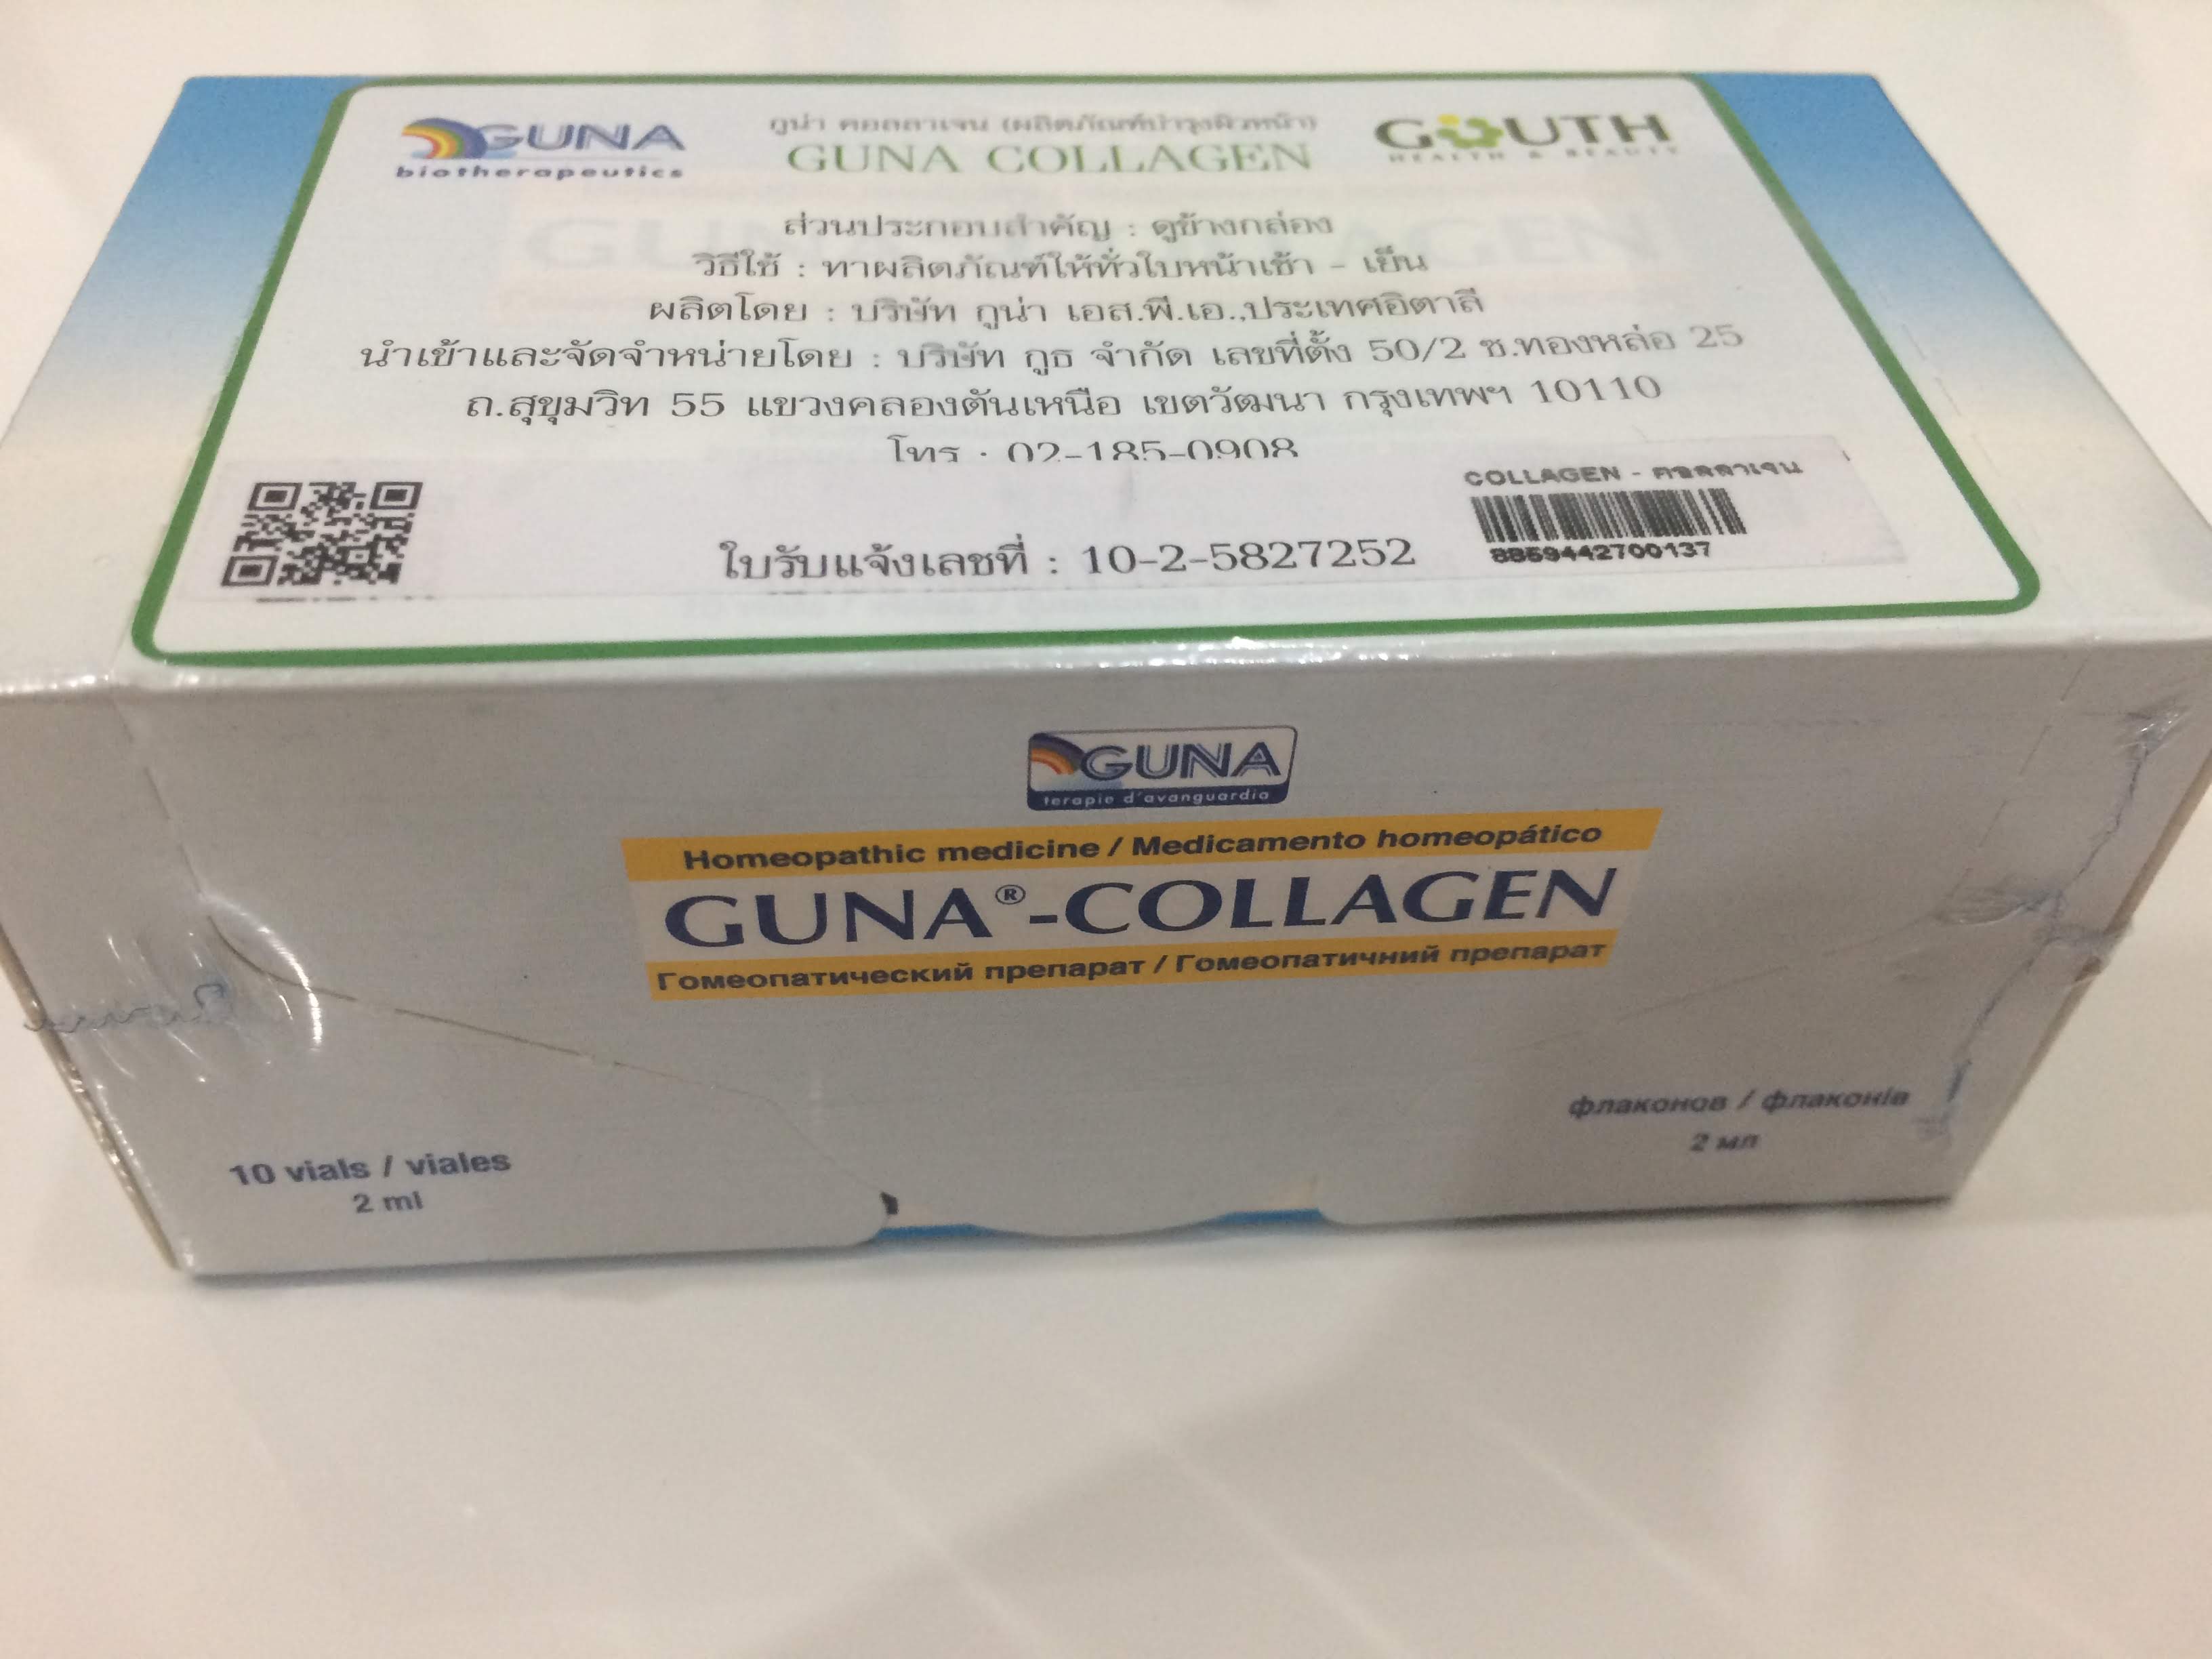 GUNA
biotherapeutics
กูน่า คอลลาเจน (ผลิตภัณฑ์บำรุงผิวหน้า)
GUNA COLLAGEN
GOUTH
HEALTH & BEAUTY
ส่วนประกอบสำคัญ : ดูข้างกล่อง
วิธีใช้ : ทาผลิตภัณฑ์ให้ทั่วใบหน้าเช้า - เย็น
ผลิตโดย : บริษัท กูน่า เอส.พี.เอ.,ประเทศอิตาลี
นำเข้าและจัดจำหน่ายโดย : บริษัท กูธ จำกัด เลขที่ตั้ง 50/2 ซ.ทองหล่อ 25
ถ.สุขุมวิท 55 แขวงคลองตันเหนือ เขตวัฒนา กรุงเทพฯ 10110
โทร : 02-185-0908
COLLAGEN - คอลลาเจน
8859442700137
ใบรับแจ้งเลขที่ : 10-2-5827252
GUNA
terapie d'avanguardia
Homeopathic medicine / Medicamento homeopático
GUNA®-COLLAGEN
Гомеопатический препарат / Гомеопатичний препарат
10 vials / viales
2 ml
флаконов / флаконів
2 мл